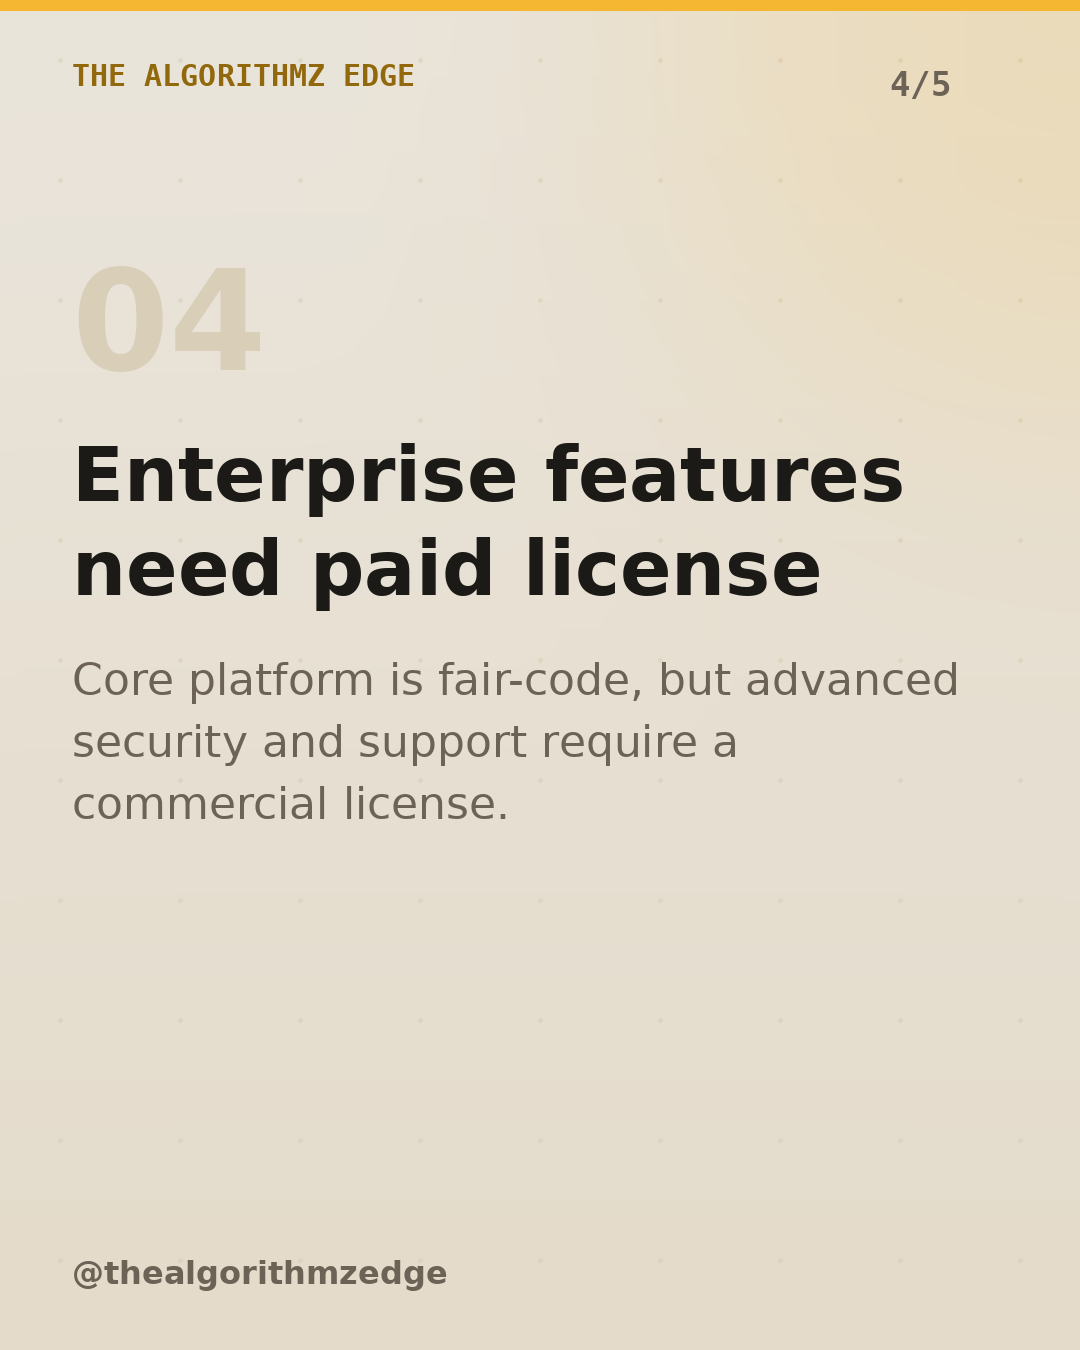 THE ALGORITHMZ EDGE
4/5
04
Enterprise features
need paid license
Core platform is fair-code, but advanced
security and support require a
commercial license.
@thealgorithmzedge